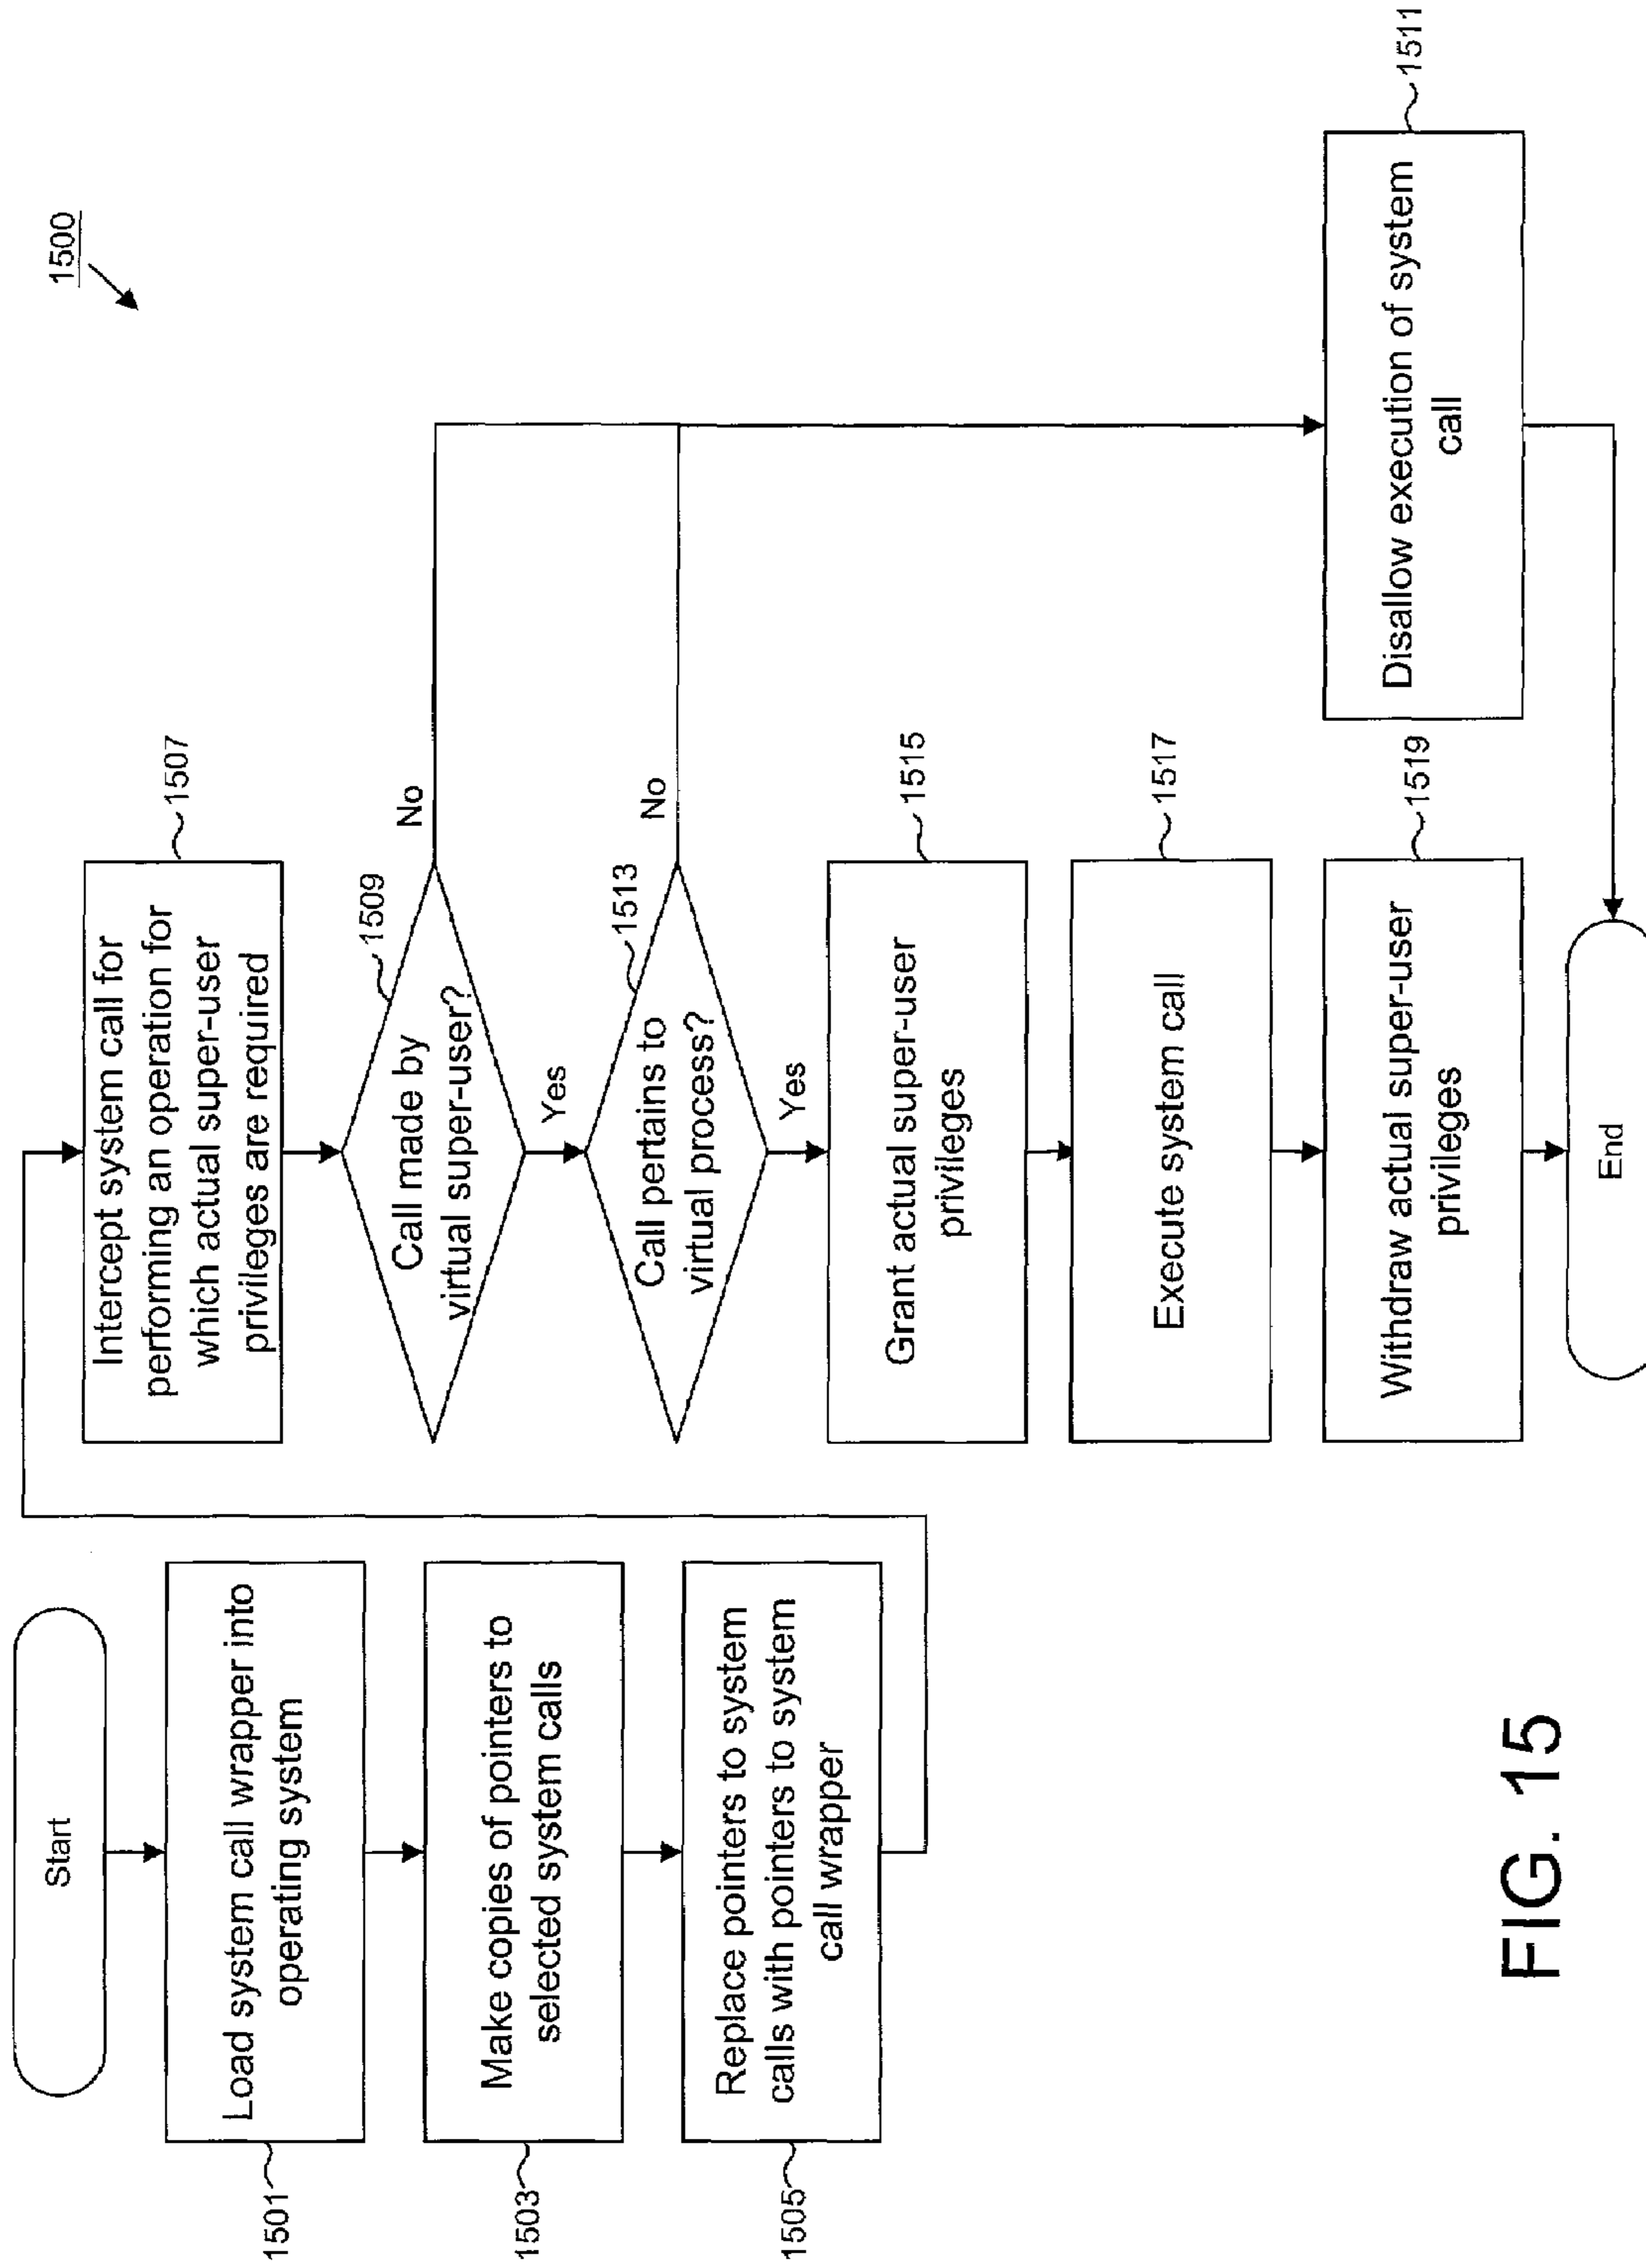 1500
Start
Load system call wrapper into
operating system
1501
Make copies of pointers to
selected system calls
1503
Replace pointers to system
calls with pointers to system
call wrapper
1505
Intercept system call for
performing an operation for
which actual super-user
privileges are required
1507
Call made by
virtual super-user?
1509
No
Yes
Call pertains to
virtual process?
1513
No
Yes
Grant actual super-user
privileges
1515
Execute system call
1517
Withdraw actual super-user
privileges
1519
Disallow execution of system
call
1511
End
FIG. 15